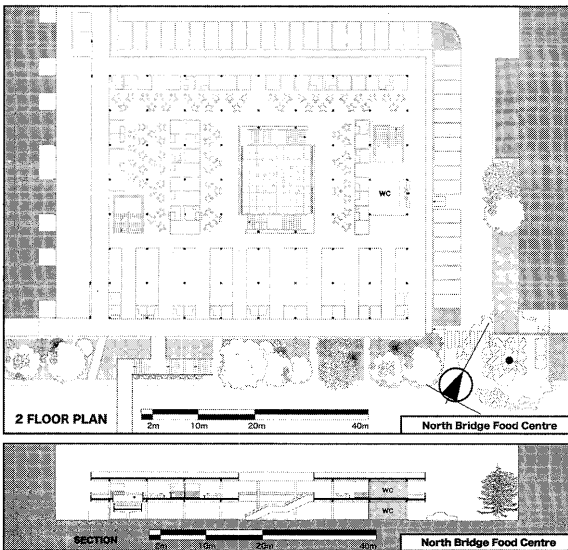 WC
2 FLOOR PLAN
2m 10m 20m 40m
North Bridge Food Centre
WC
WC
SECTION
2m 10m 20m 40m
North Bridge Food Centre